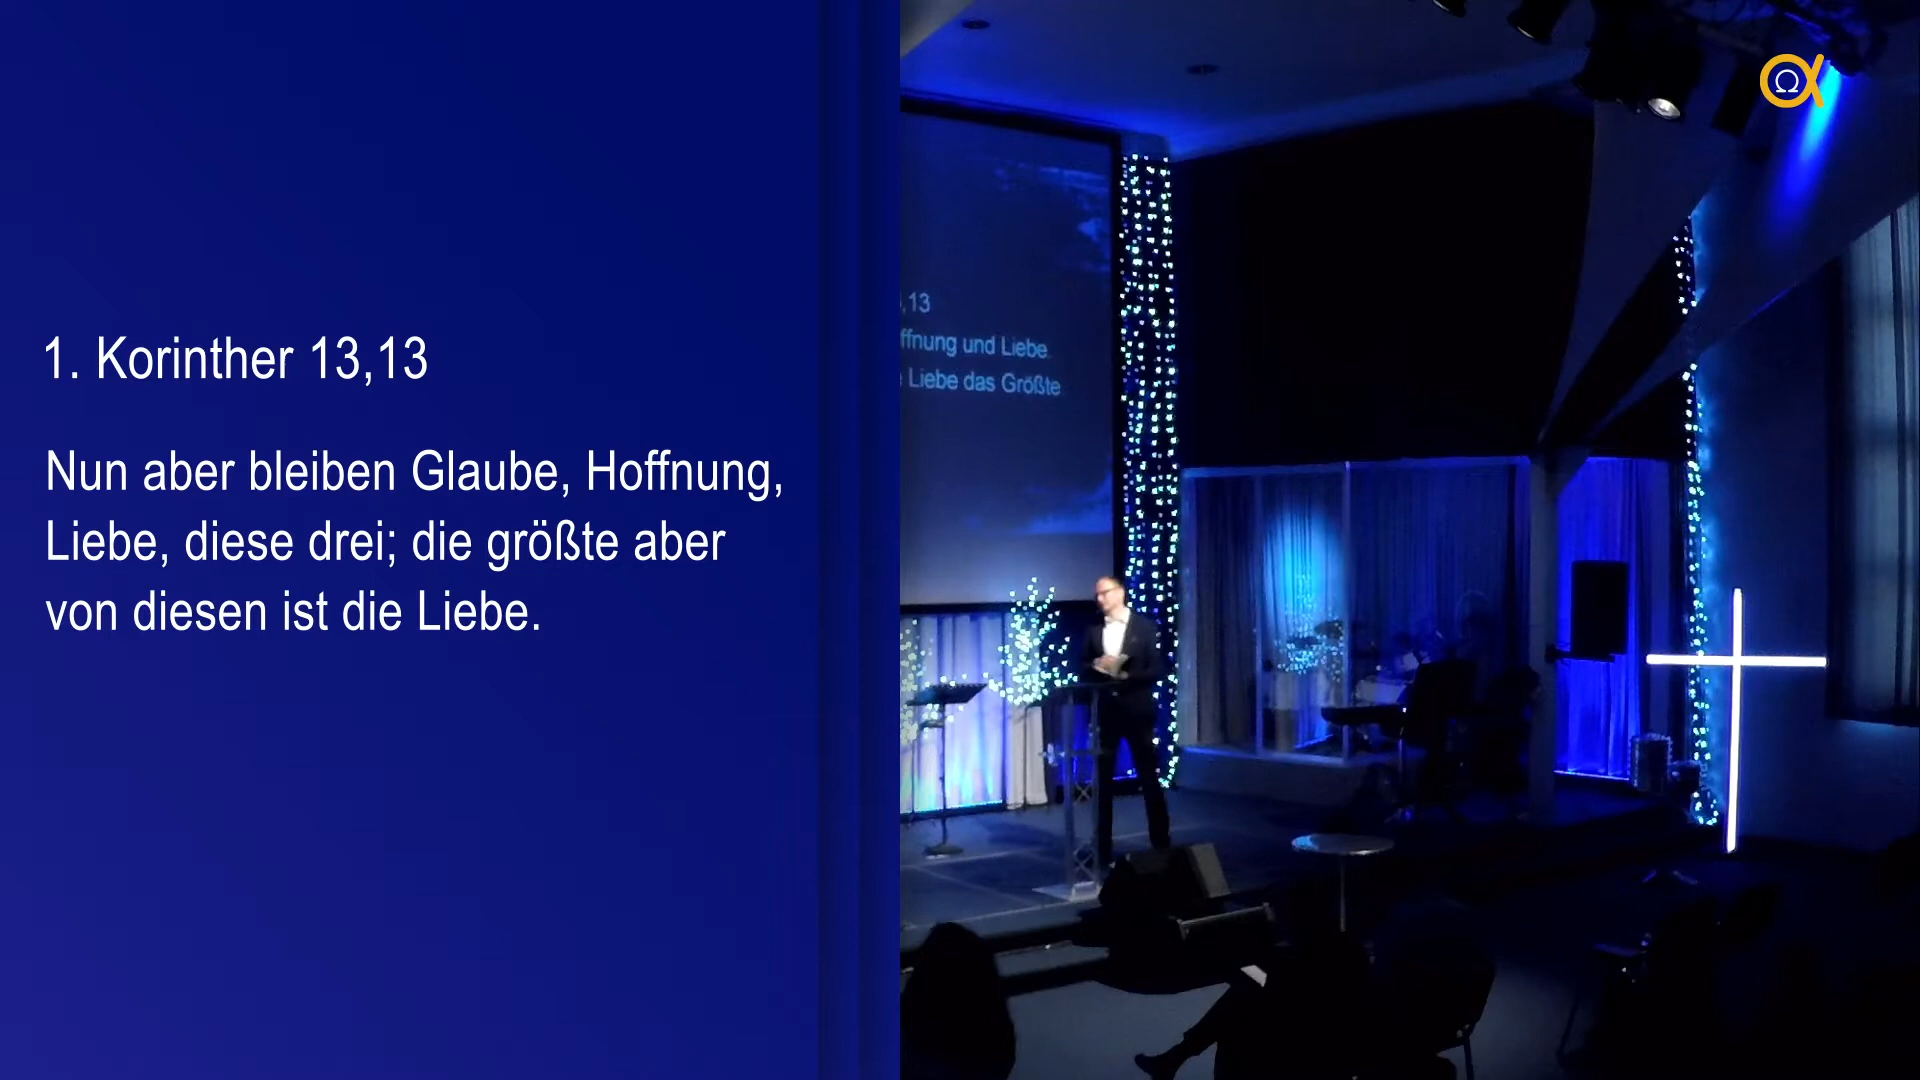 1. Korinther 13,13
Nun aber bleiben Glaube, Hoffnung,
Liebe, diese drei; die größte aber
von diesen ist die Liebe.
,13
ffnung und Liebe.
Liebe das Größte
Ω